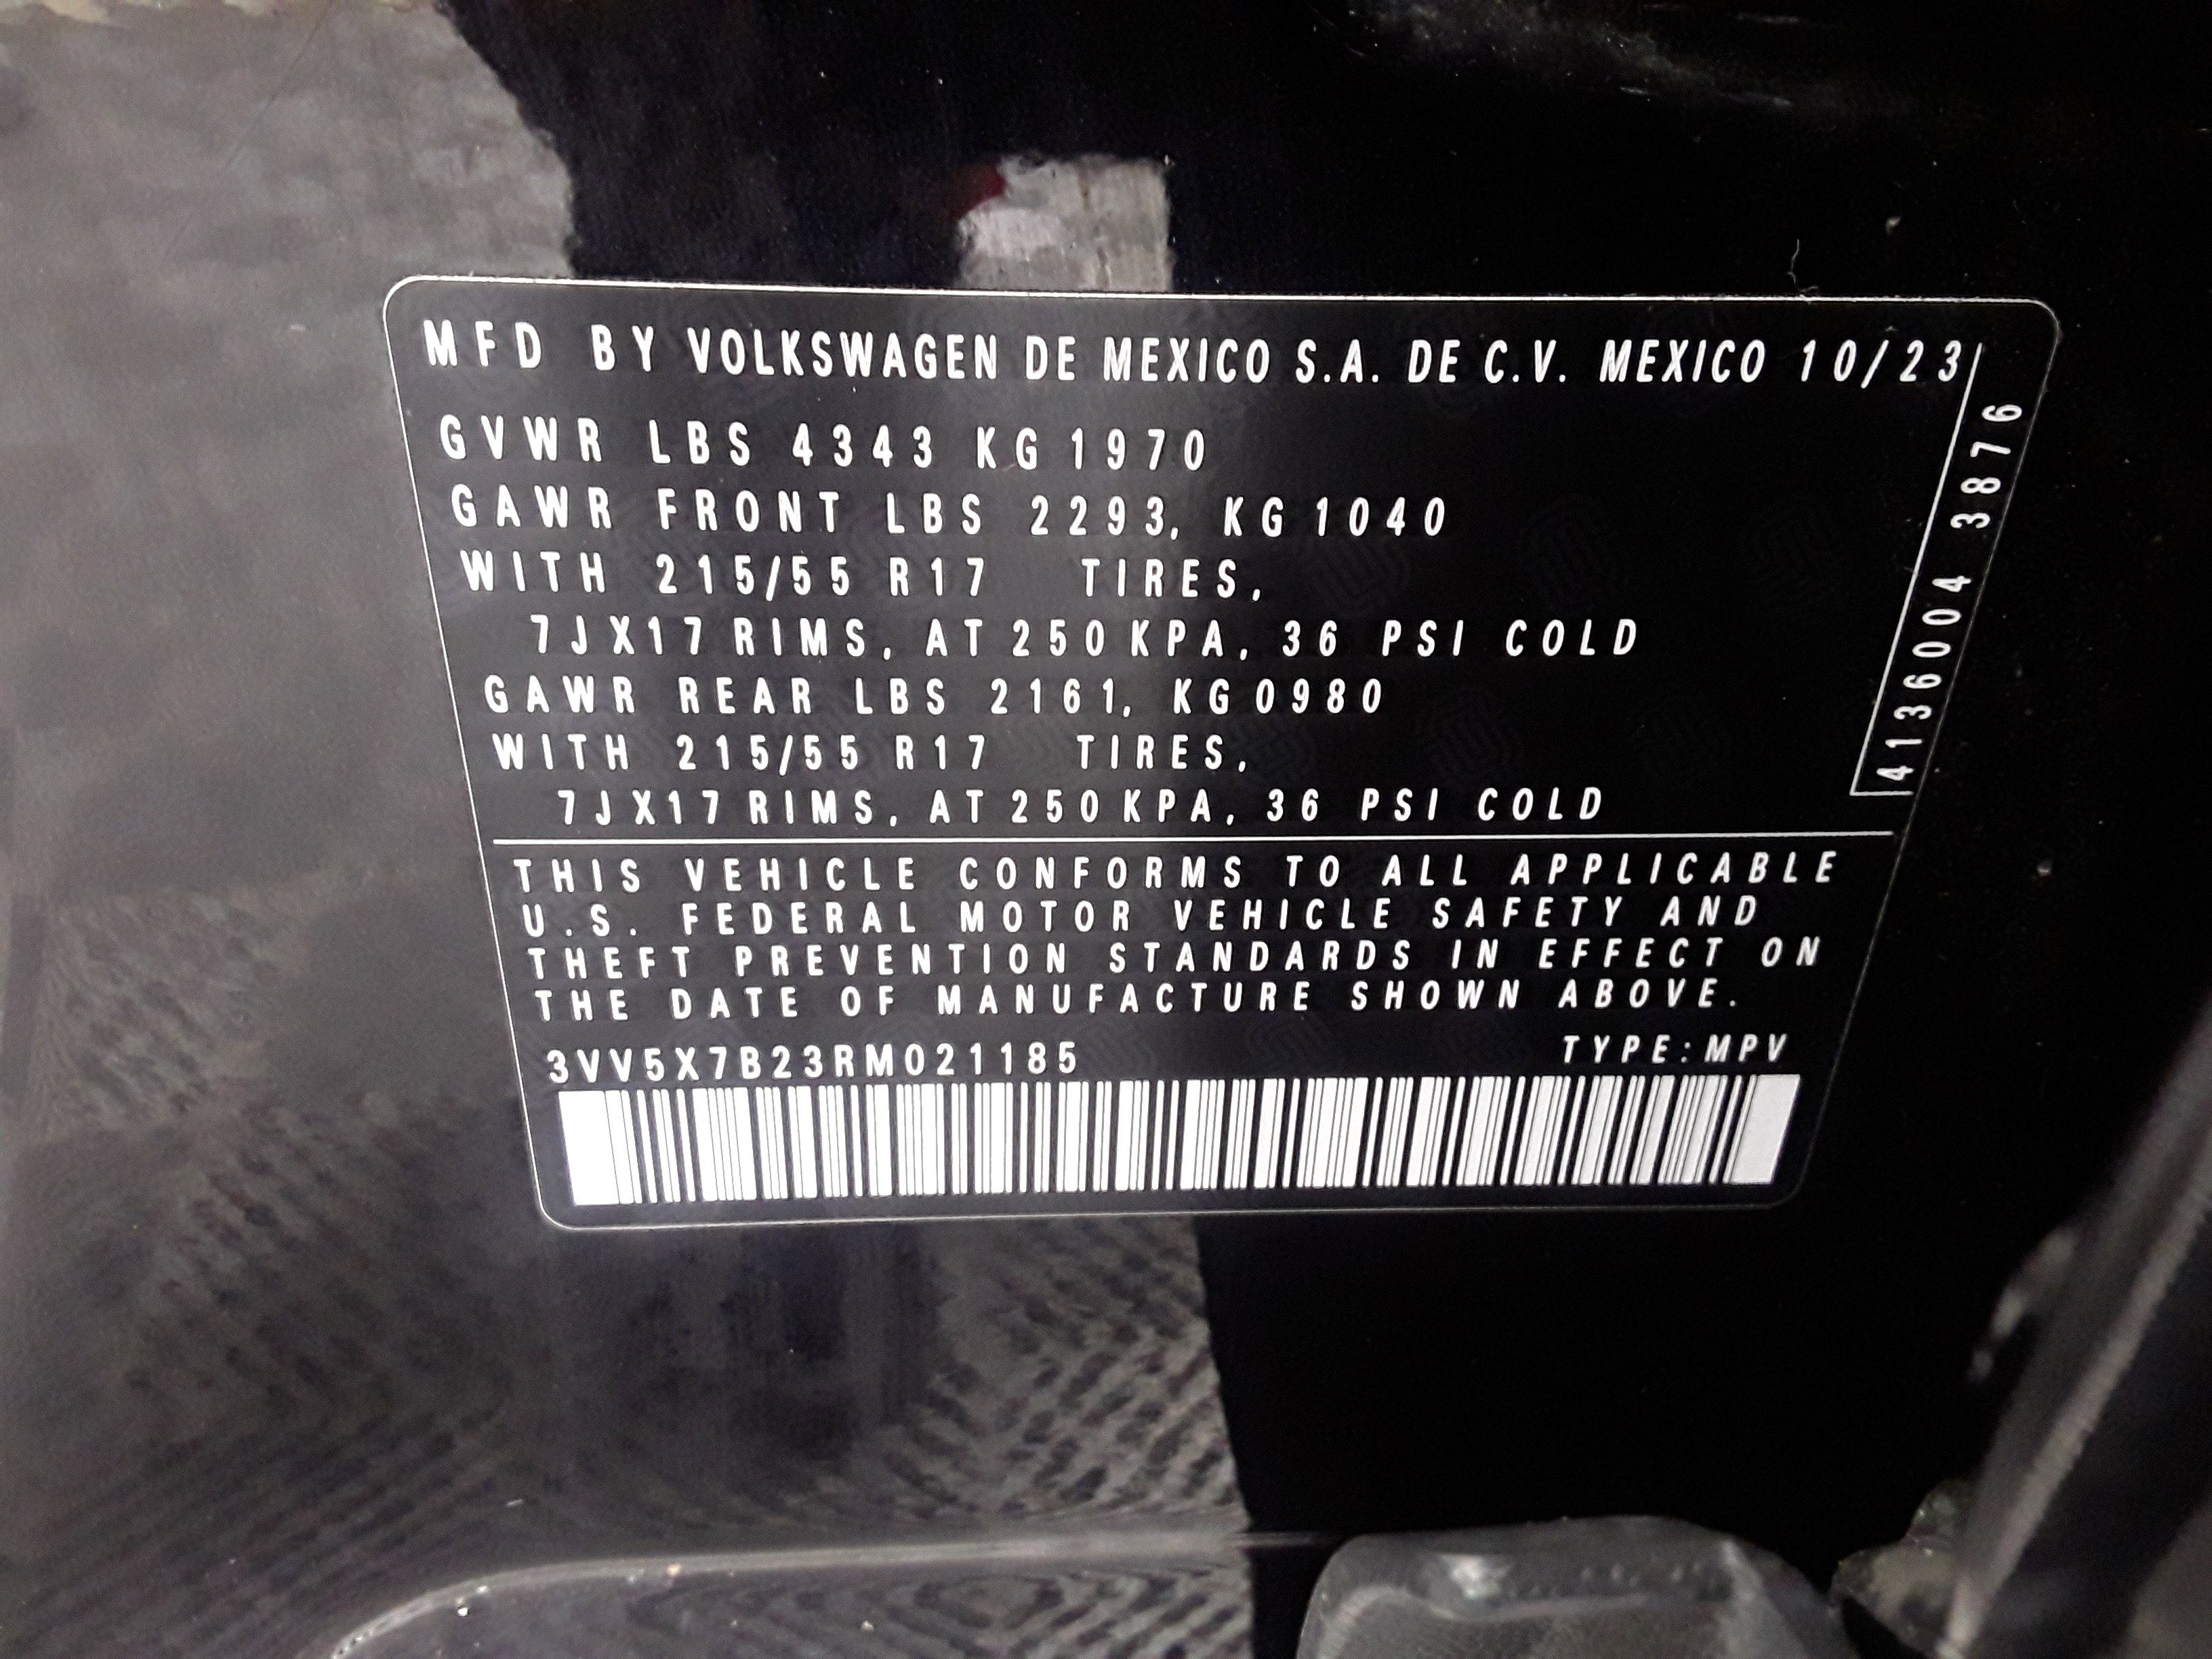 MFD BY VOLKSWAGEN DE MEXICO S.A. DE C.V. MEXICO 10/23
GVWR LBS 4343 KG 1970
GAWR FRONT LBS 2293, KG 1040
WITH 215/55 R17 TIRES,
7JX17 RIMS, AT 250 KPA, 36 PSI COLD
GAWR REAR LBS 2161, KG 0980
WITH 215/55 R17 TIRES,
7JX17 RIMS, AT 250 KPA, 36 PSI COLD
4136004 3876
THIS VEHICLE CONFORMS TO ALL APPLICABLE
U.S. FEDERAL MOTOR VEHICLE SAFETY AND
THEFT PREVENTION STANDARDS IN EFFECT ON
THE DATE OF MANUFACTURE SHOWN ABOVE.
3VV5X7B23RM021185 TYPE:MPV